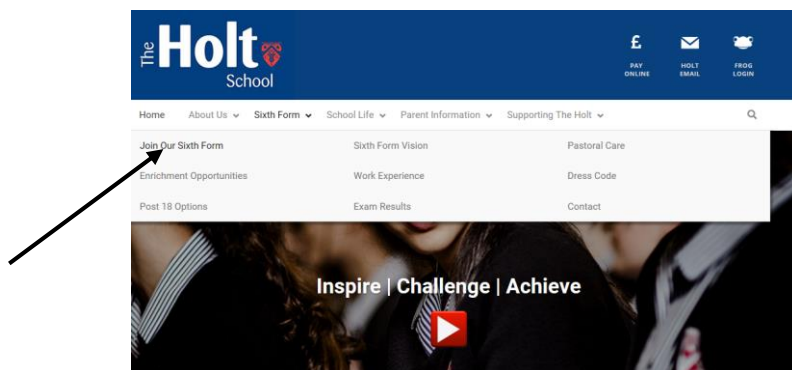 The Holt School
£
PAY ONLINE
HOLT EMAIL
FROG LOGIN
Home About Us Sixth Form School Life Parent Information Supporting The Holt
Join Our Sixth Form Sixth Form Vision Pastoral Care
Enrichment Opportunities Work Experience Dress Code
Post 18 Options Exam Results Contact
Inspire | Challenge | Achieve